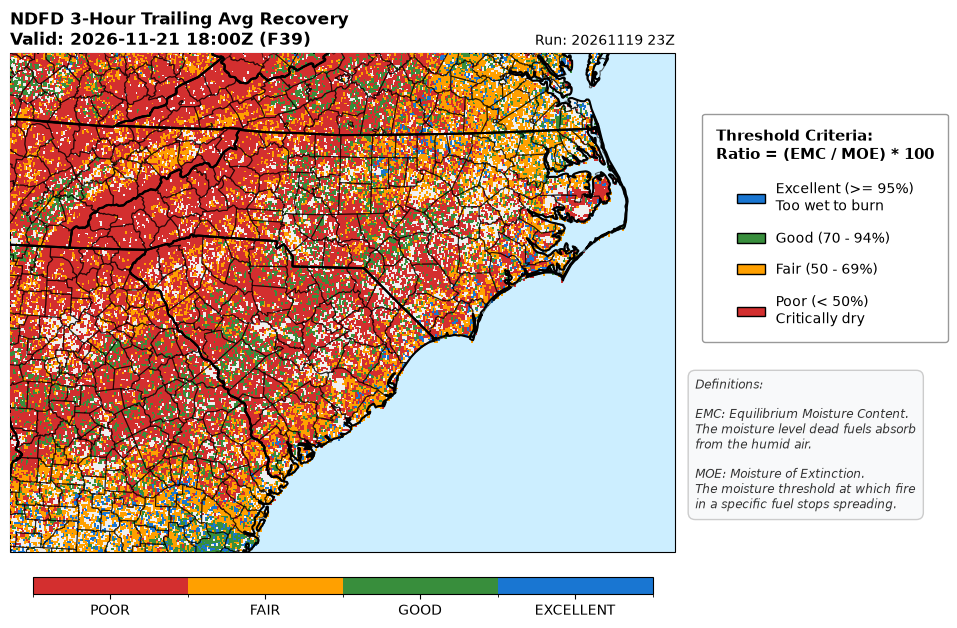 NDFD 3-Hour Trailing Avg Recovery
Valid: 2026-11-21 18:00Z (F39)
Run: 20261119 23Z
Threshold Criteria:
Ratio = (EMC / MOE) * 100
Excellent (>= 95%)
Too wet to burn
Good (70 - 94%)
Fair (50 - 69%)
Poor (< 50%)
Critically dry
Definitions:
EMC: Equilibrium Moisture Content.
The moisture level dead fuels absorb
from the humid air.
MOE: Moisture of Extinction.
The moisture threshold at which fire
in a specific fuel stops spreading.
POOR
FAIR
GOOD
EXCELLENT